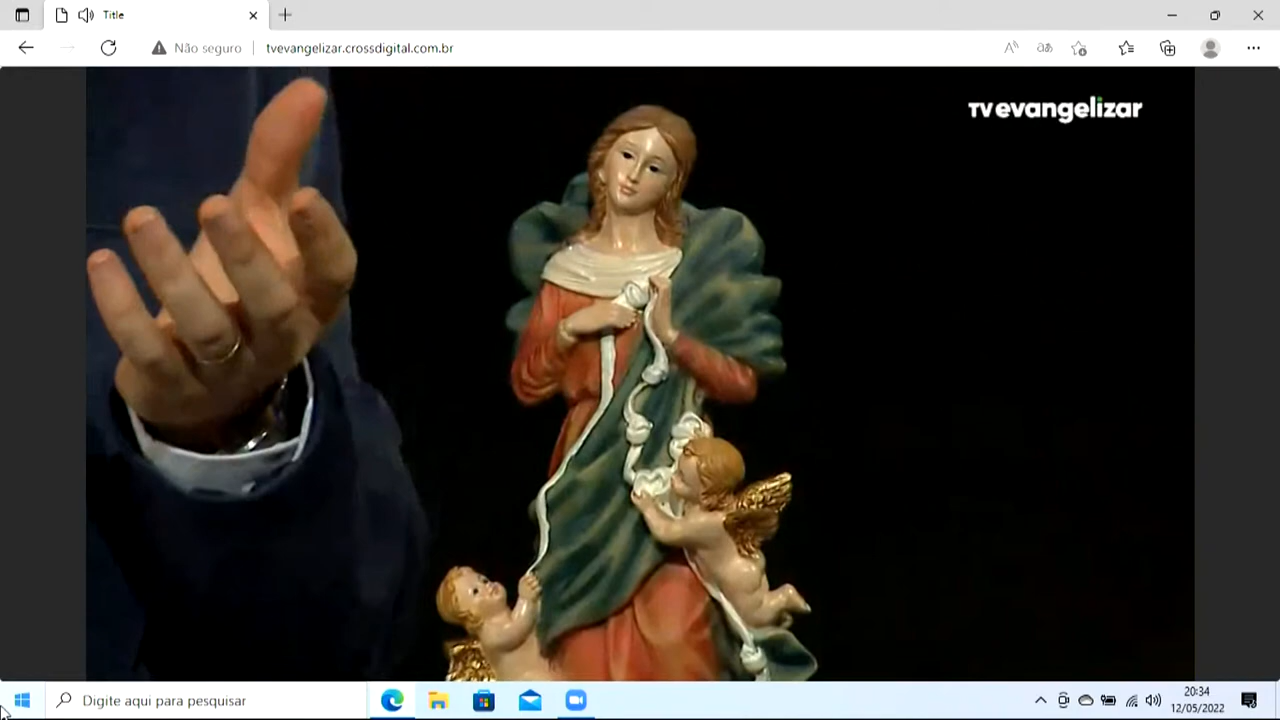 Title
Não seguro
tvevangelizar.crossdigital.com.br
TVevangelizar
Digite aqui para pesquisar
20:34
12/05/2022